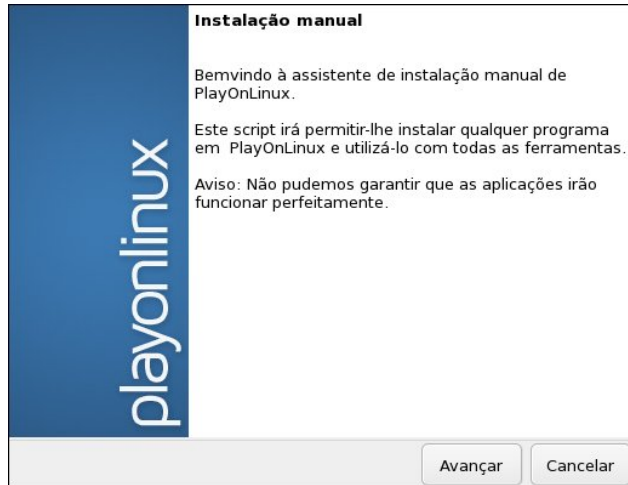 Instalação manual
Bemvindo à assistente de instalação manual de
PlayOnLinux.
Este script irá permitir-lhe instalar qualquer programa
em  PlayOnLinux e utilizá-lo com todas as ferramentas.
Aviso: Não pudemos garantir que as aplicações irão
funcionar perfeitamente.
playonlinux
Avançar
Cancelar